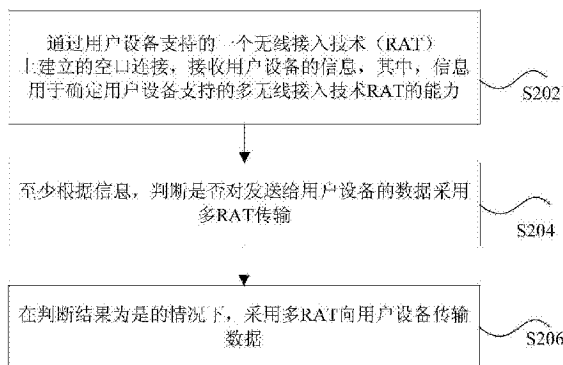 通过用户设备支持的一个无线接入技术（RAT）
上建立的空口连接，接收用户设备的信息，其中，信息
用于确定用户设备支持的多无线接入技术RAT的能力
S202
至少根据信息，判断是否对发送给用户设备的数据采用
多RAT传输
S204
在判断结果为是的情况下，采用多RAT向用户设备传输
数据
S206